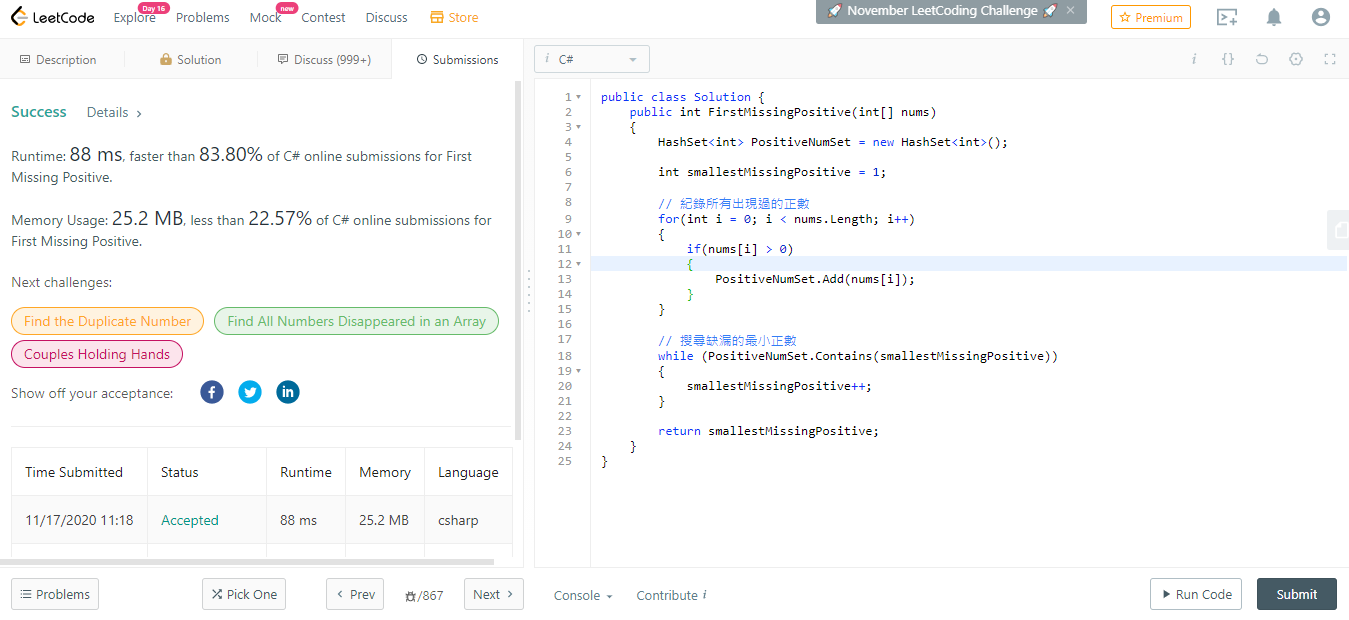 LeetCode
Explore Day 16 Problems Mock new Contest Discuss Store
🚀 November LeetCoding Challenge 🚀 ×
Premium
Description Solution Discuss (999+) Submissions
Success Details >
Runtime: 88 ms, faster than 83.80% of C# online submissions for First
Missing Positive.
Memory Usage: 25.2 MB, less than 22.57% of C# online submissions for
First Missing Positive.
Next challenges:
Find the Duplicate Number Find All Numbers Disappeared in an Array
Couples Holding Hands
Show off your acceptance:
Time Submitted Status Runtime Memory Language
11/17/2020 11:18 Accepted 88 ms 25.2 MB csharp
i C#
i {}
1 public class Solution {
2     public int FirstMissingPositive(int[] nums)
3     {
4         HashSet<int> PositiveNumSet = new HashSet<int>();
5
6         int smallestMissingPositive = 1;
7
8         // 紀錄所有出現過的正數
9         for(int i = 0; i < nums.Length; i++)
10         {
11             if(nums[i] > 0)
12             {
13                 PositiveNumSet.Add(nums[i]);
14             }
15         }
16
17         // 搜尋缺漏的最小正數
18         while (PositiveNumSet.Contains(smallestMissingPositive))
19         {
20             smallestMissingPositive++;
21         }
22
23         return smallestMissingPositive;
24     }
25 }
Problems Pick One < Prev /867 Next >
Console Contribute i
Run Code Submit